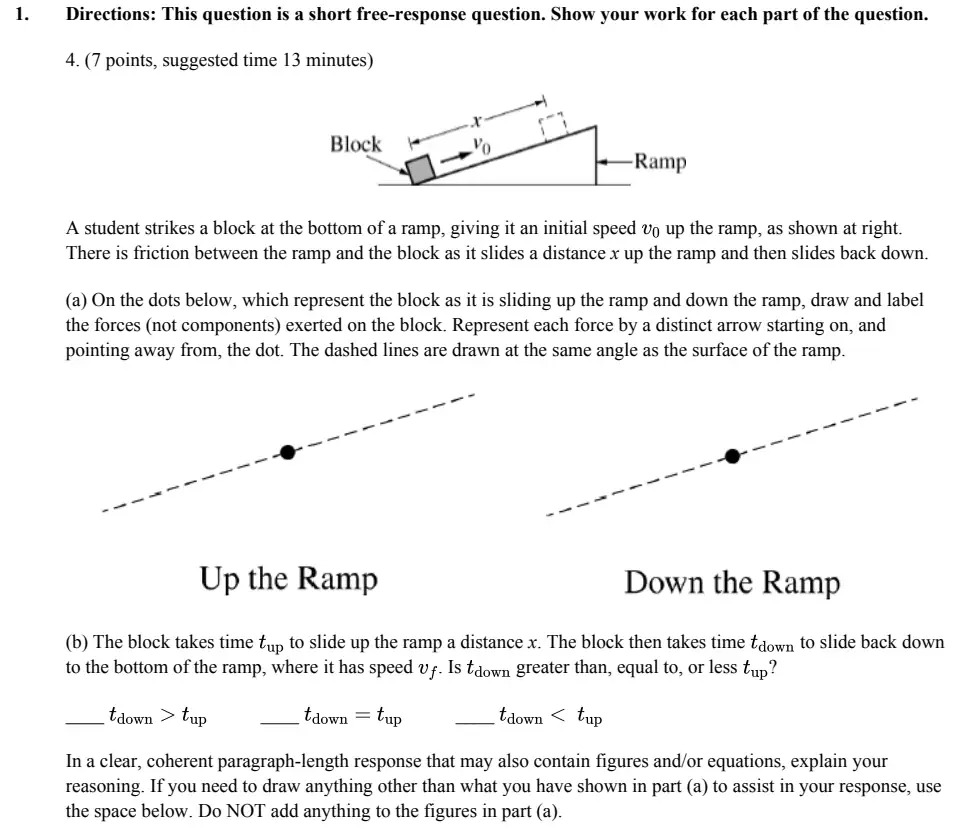 1. Directions: This question is a short free-response question. Show your work for each part of the question.
4. (7 points, suggested time 13 minutes)
x
Block
v₀
Ramp
A student strikes a block at the bottom of a ramp, giving it an initial speed v₀ up the ramp, as shown at right.
There is friction between the ramp and the block as it slides a distance x up the ramp and then slides back down.
(a) On the dots below, which represent the block as it is sliding up the ramp and down the ramp, draw and label
the forces (not components) exerted on the block. Represent each force by a distinct arrow starting on, and
pointing away from, the dot. The dashed lines are drawn at the same angle as the surface of the ramp.
Up the Ramp
Down the Ramp
(b) The block takes time t_up to slide up the ramp a distance x. The block then takes time t_down to slide back down
to the bottom of the ramp, where it has speed v_f. Is t_down greater than, equal to, or less t_up?
____ t_down > t_up ____ t_down = t_up ____ t_down < t_up
In a clear, coherent paragraph-length response that may also contain figures and/or equations, explain your
reasoning. If you need to draw anything other than what you have shown in part (a) to assist in your response, use
the space below. Do NOT add anything to the figures in part (a).